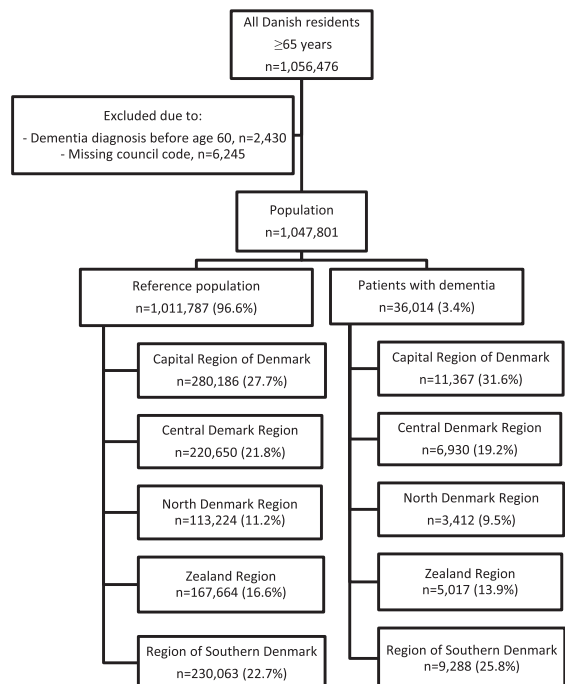 All Danish residents
≥65 years
n=1,056,476
Excluded due to:
- Dementia diagnosis before age 60, n=2,430
- Missing council code, n=6,245
Population
n=1,047,801
Reference population
n=1,011,787 (96.6%)
Capital Region of Denmark
n=280,186 (27.7%)
Central Demark Region
n=220,650 (21.8%)
North Denmark Region
n=113,224 (11.2%)
Zealand Region
n=167,664 (16.6%)
Region of Southern Denmark
n=230,063 (22.7%)
Patients with dementia
n=36,014 (3.4%)
Capital Region of Denmark
n=11,367 (31.6%)
Central Denmark Region
n=6,930 (19.2%)
North Denmark Region
n=3,412 (9.5%)
Zealand Region
n=5,017 (13.9%)
Region of Southern Denmark
n=9,288 (25.8%)